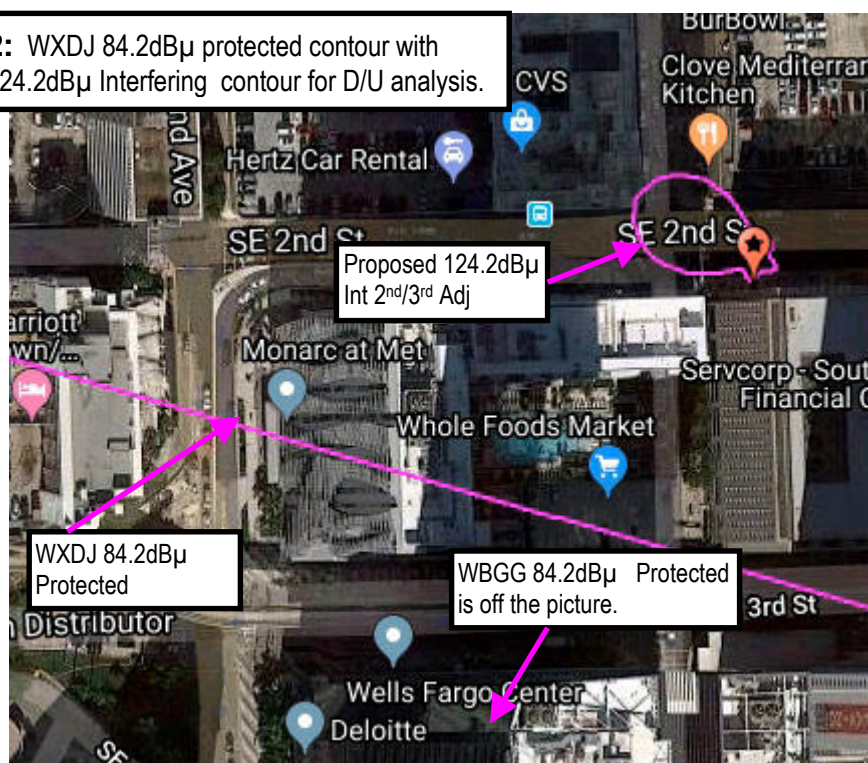 2: WXDJ 84.2dBµ protected contour with
24.2dBµ Interfering contour for D/U analysis.
BurBowl
CVS
Clove Mediterran
Kitchen
nd Ave
Hertz Car Rental
SE 2nd St
SE 2nd S
Proposed 124.2dBµ
Int 2nd/3rd Adj
arriott
wn/...
Monarc at Met
Servcorp - Sout
Financial C
Whole Foods Market
WXDJ 84.2dBµ
Protected
WBGG 84.2dBµ Protected
is off the picture.
3rd St
Distributor
Wells Fargo Center
Deloitte
SE